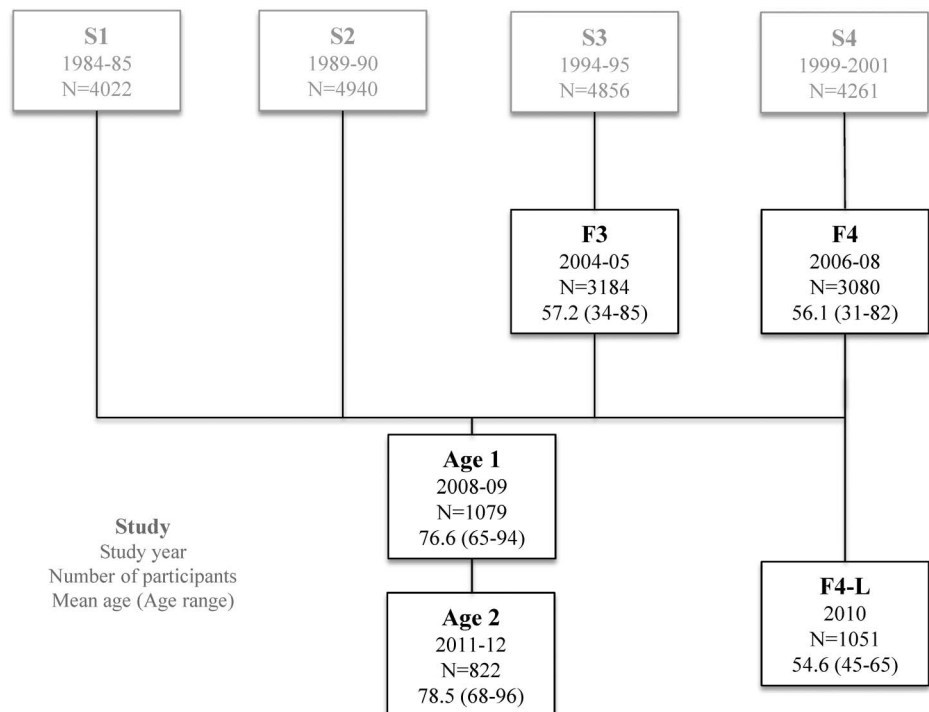 S1
1984-85
N=4022
S2
1989-90
N=4940
S3
1994-95
N=4856
S4
1999-2001
N=4261
F3
2004-05
N=3184
57.2 (34-85)
F4
2006-08
N=3080
56.1 (31-82)
Age 1
2008-09
N=1079
76.6 (65-94)
Study
Study year
Number of participants
Mean age (Age range)
Age 2
2011-12
N=822
78.5 (68-96)
F4-L
2010
N=1051
54.6 (45-65)